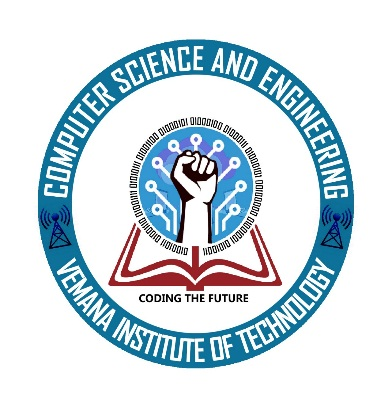 COMPUTER SCIENCE AND ENGINEERING
CODING THE FUTURE
VEMANA INSTITUTE OF TECHNOLOGY